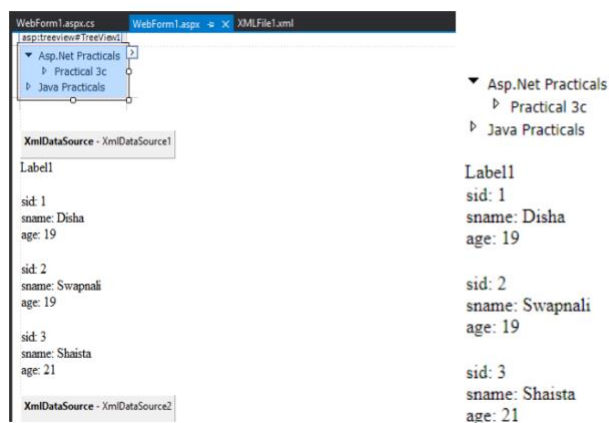 WebForm1.aspx.cs WebForm1.aspx XMLFile1.xml
asp:treeview#TreeView1
Asp.Net Practicals
Practical 3c
Java Practicals
XmlDataSource - XmlDataSource1
Label1
sid: 1
sname: Disha
age: 19
sid: 2
sname: Swapnali
age: 19
sid: 3
sname: Shaista
age: 21
XmlDataSource - XmlDataSource2
Asp.Net Practicals
Practical 3c
Java Practicals
Label1
sid: 1
sname: Disha
age: 19
sid: 2
sname: Swapnali
age: 19
sid: 3
sname: Shaista
age: 21